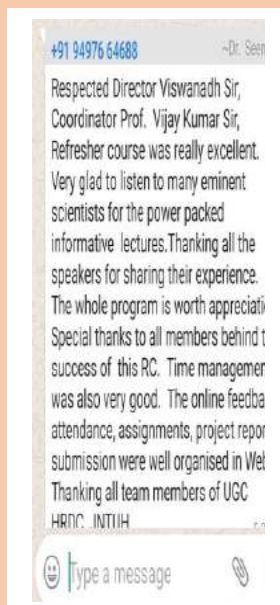 +91 94976 64688 ~Dr. Seem
Respected Director Viswanadh Sir,
Coordinator Prof. Vijay Kumar Sir,
Refresher course was really excellent.
Very glad to listen to many eminent
scientists for the power packed
informative lectures.Thanking all the
speakers for sharing their experience.
The whole program is worth appreciati
Special thanks to all members behind t
success of this RC. Time managemen
was also very good. The online feedba
attendance, assignments, project repor
submission were well organised in Web
Thanking all team members of UGC
HRDC JNTUH
Type a message